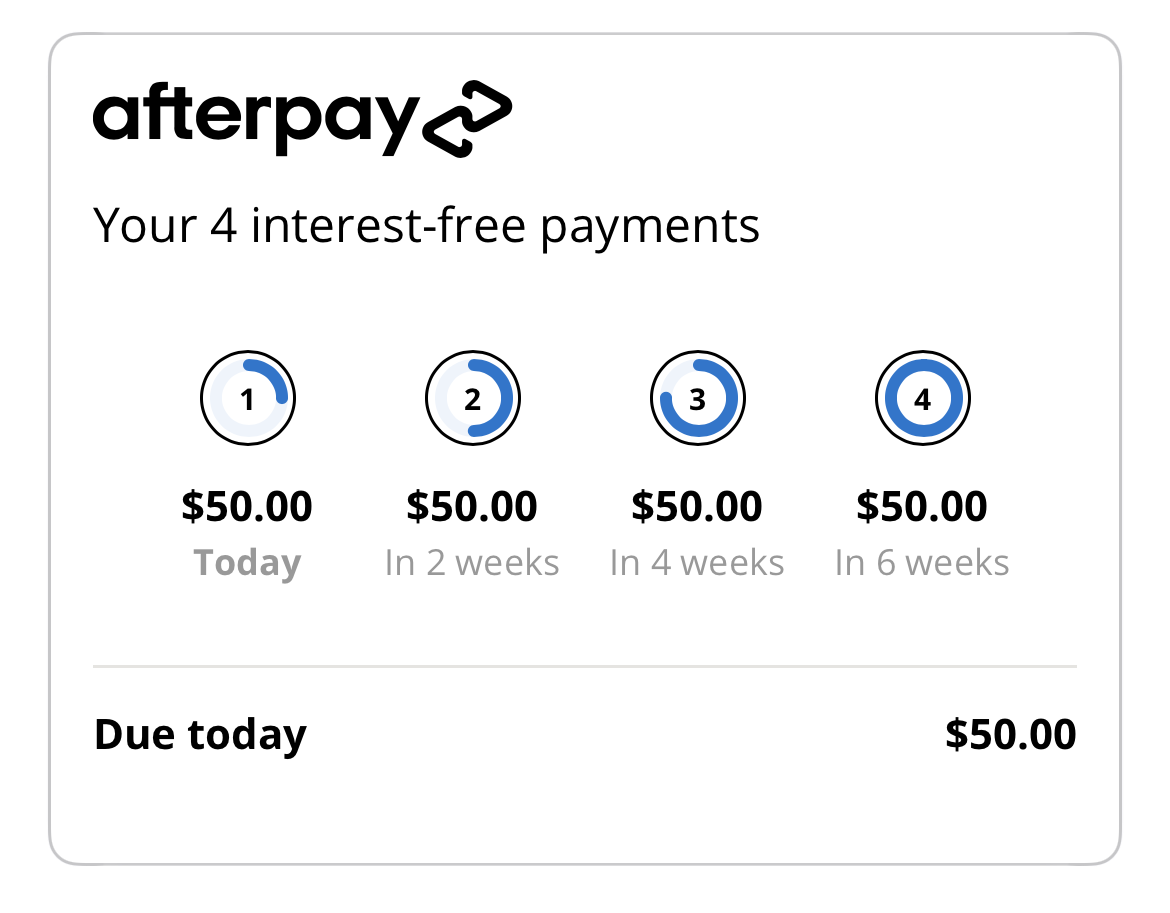 afterpay
Your 4 interest-free payments
1 2 3 4
$50.00 $50.00 $50.00 $50.00
Today In 2 weeks In 4 weeks In 6 weeks
Due today $50.00